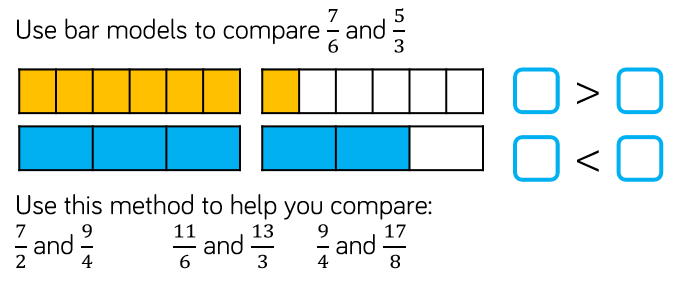 Use bar models to compare 7/6 and 5/3
>
<
Use this method to help you compare:
7/2 and 9/4 11/6 and 13/3 9/4 and 17/8